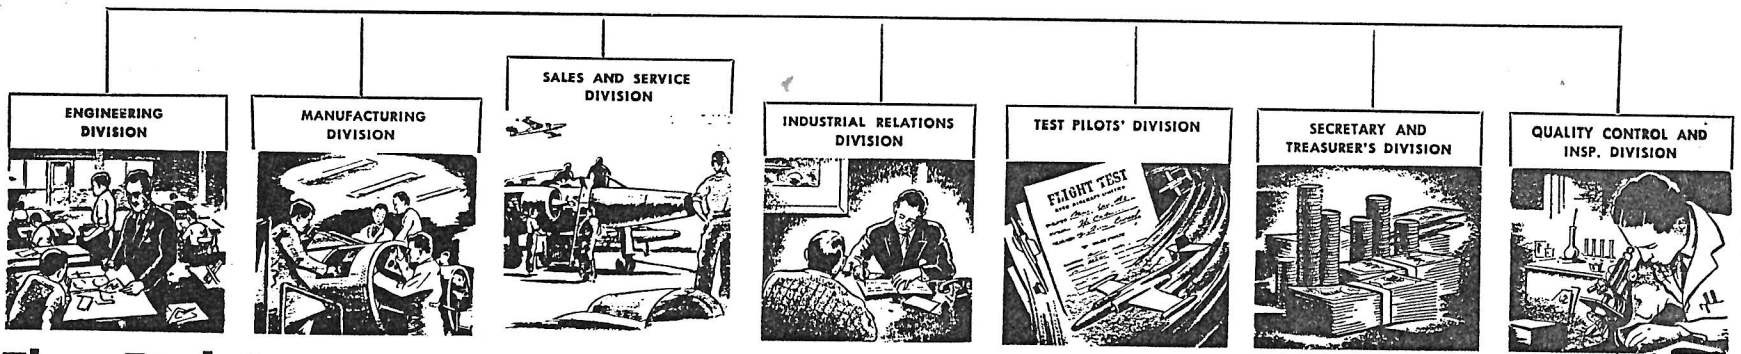 ENGINEERING
DIVISION
MANUFACTURING
DIVISION
SALES AND SERVICE
DIVISION
INDUSTRIAL RELATIONS
DIVISION
TEST PILOTS' DIVISION
SECRETARY AND
TREASURER'S DIVISION
QUALITY CONTROL AND
INSP. DIVISION
FLIGHT TEST